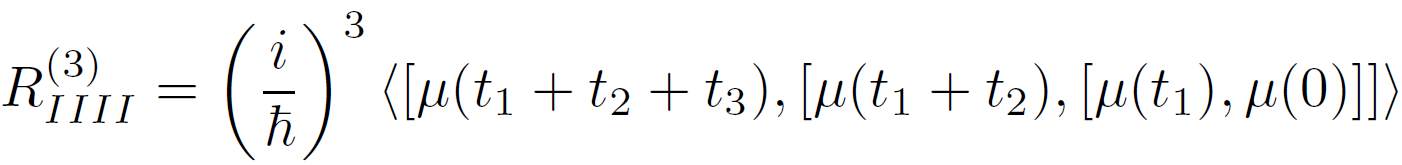 R_{IIII}^{(3)} = \left( \frac{i}{\hbar} \right)^3 \langle [\mu(t_1 + t_2 + t_3), [\mu(t_1 + t_2), [\mu(t_1), \mu(0)]]] \rangle